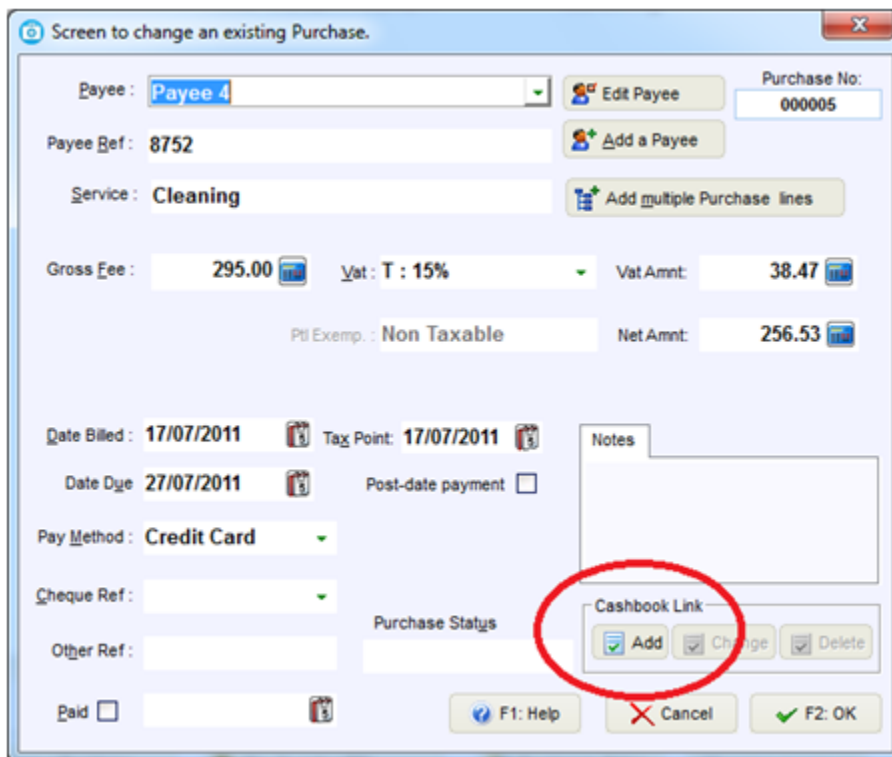 Screen to change an existing Purchase.
Payee : Payee 4 Edit Payee Purchase No:
000005
Payee Ref : 8752 Add a Payee
Service : Cleaning Add multiple Purchase lines
Gross Fee : 295.00 Vat : T : 15% Vat Amnt: 38.47
Ptl Exemp. : Non Taxable Net Amnt: 256.53
Date Billed : 17/07/2011 Tax Point: 17/07/2011 Notes
Date Due 27/07/2011 Post-date payment
Pay Method : Credit Card
Cheque Ref : Cashbook Link
Purchase Status
Other Ref : Add Change Delete
Paid F1: Help Cancel F2: OK